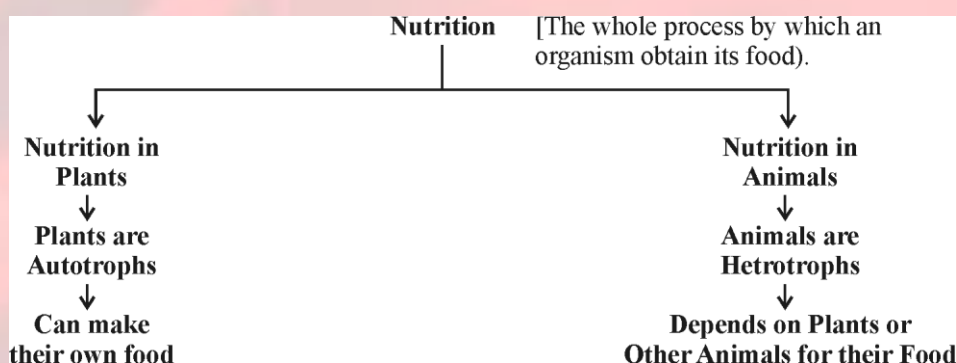 Nutrition [The whole process by which an
organism obtain its food).
Nutrition in
Plants
Plants are
Autotrophs
Can make
their own food
Nutrition in
Animals
Animals are
Hetrotrophs
Depends on Plants or
Other Animals for their Food